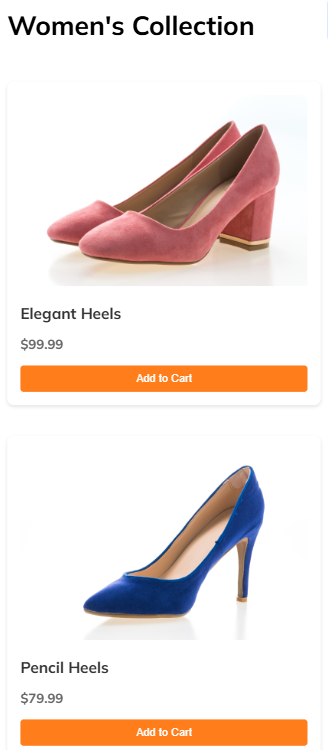 Women's Collection
Elegant Heels
$99.99
Add to Cart
Pencil Heels
$79.99
Add to Cart